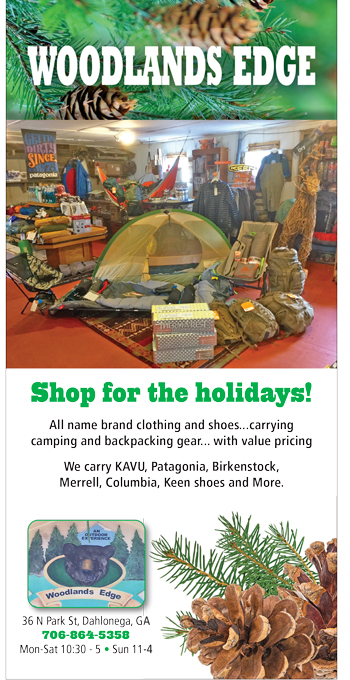 WOODLANDS EDGE
DIRTY
SINCE
patagonia
Shop for the holidays!
All name brand clothing and shoes...carrying
camping and backpacking gear... with value pricing
We carry KAVU, Patagonia, Birkenstock,
Merrell, Columbia, Keen shoes and More.
AN
OUTDOOR
EXPERIENCE
Woodlands Edge
36 N Park St, Dahlonega, GA
706-864-5358
Mon-Sat 10:30 - 5 • Sun 11-4